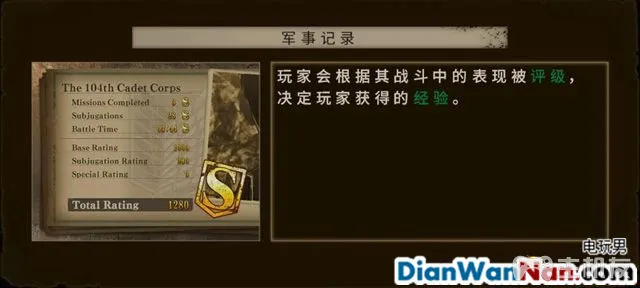 军事记录
The 104th Cadet Corps
Missions Completed
Subjugations
Battle Time
Base Rating
Subjugation Rating
Special Rating
Total Rating 1280
S
玩家会根据其战斗中的表现被评级，
决定玩家获得的经验。
电玩男
DianWanNan.com